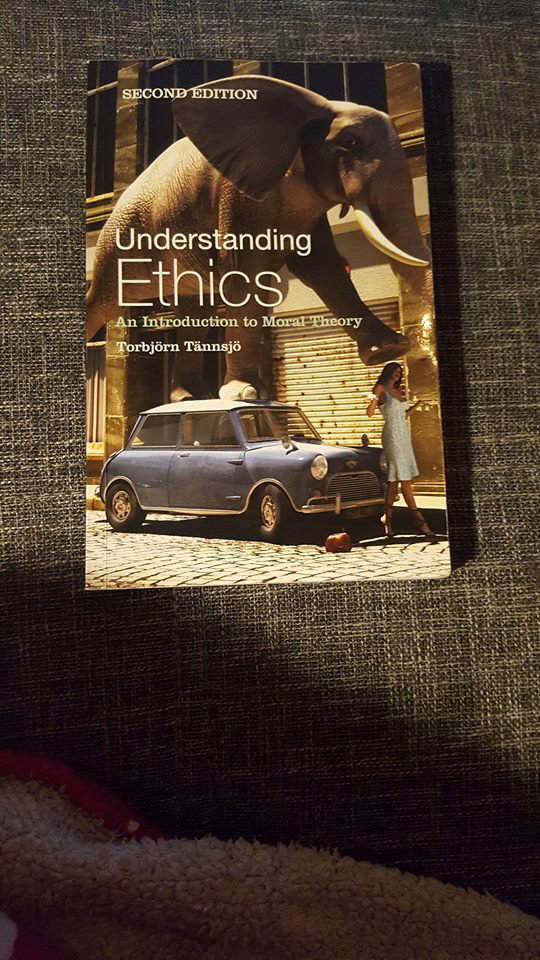 SECOND EDITION
Understanding
Ethics
An Introduction to Moral Theory
Torbjörn Tännsjö